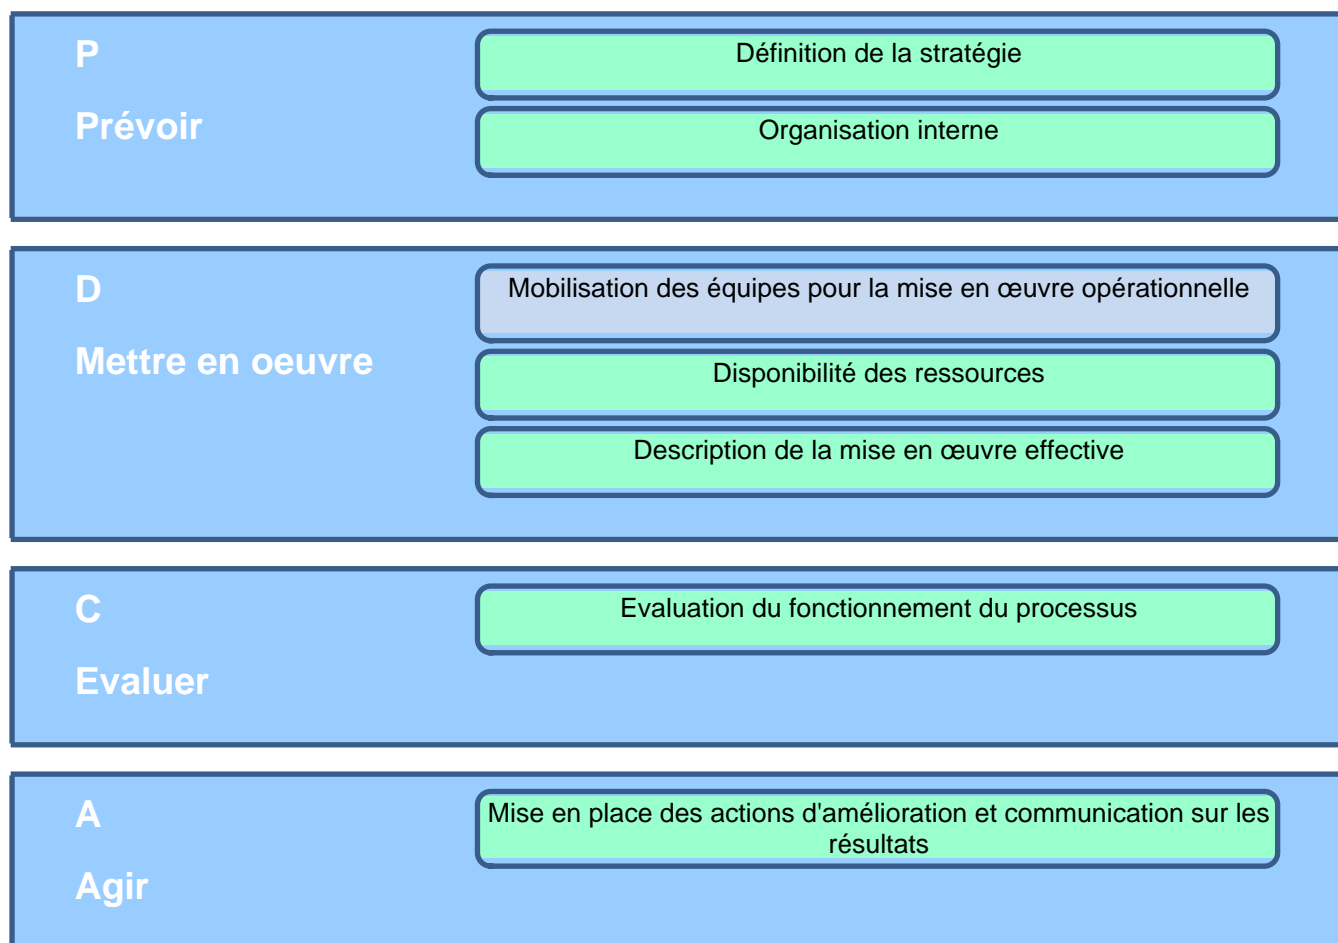 P
Prévoir
Définition de la stratégie
Organisation interne
D
Mettre en oeuvre
Mobilisation des équipes pour la mise en œuvre opérationnelle
Disponibilité des ressources
Description de la mise en œuvre effective
C
Evaluer
Evaluation du fonctionnement du processus
A
Agir
Mise en place des actions d'amélioration et communication sur les
résultats